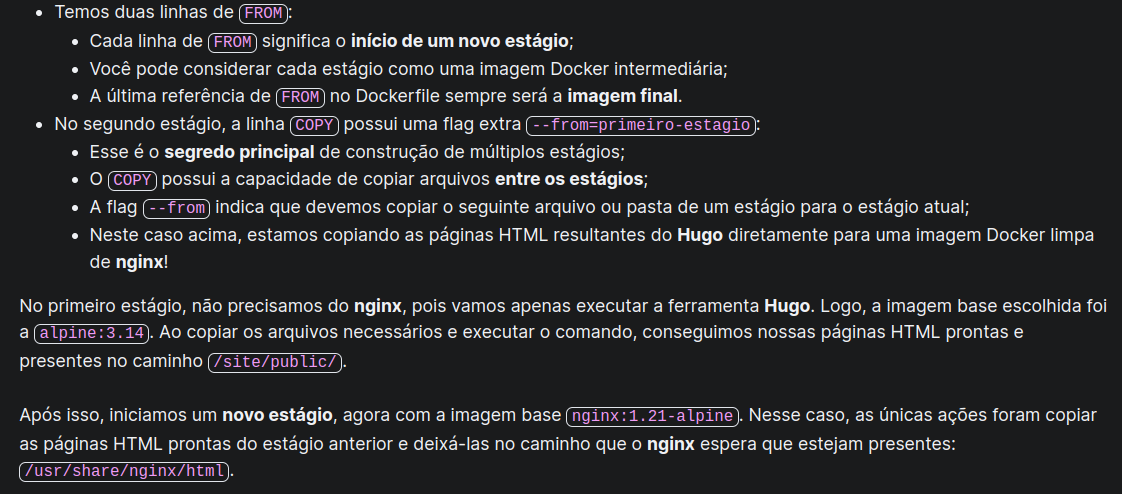 Temos duas linhas de FROM:
Cada linha de FROM significa o início de um novo estágio;
Você pode considerar cada estágio como uma imagem Docker intermediária;
A última referência de FROM no Dockerfile sempre será a imagem final.
No segundo estágio, a linha COPY possui uma flag extra --from=primeiro-estagio:
Esse é o segredo principal de construção de múltiplos estágios;
O COPY possui a capacidade de copiar arquivos entre os estágios;
A flag --from indica que devemos copiar o seguinte arquivo ou pasta de um estágio para o estágio atual;
Neste caso acima, estamos copiando as páginas HTML resultantes do Hugo diretamente para uma imagem Docker limpa
de nginx!
No primeiro estágio, não precisamos do nginx, pois vamos apenas executar a ferramenta Hugo. Logo, a imagem base escolhida foi
a alpine:3.14. Ao copiar os arquivos necessários e executar o comando, conseguimos nossas páginas HTML prontas e
presentes no caminho /site/public/.
Após isso, iniciamos um novo estágio, agora com a imagem base nginx:1.21-alpine. Nesse caso, as únicas ações foram copiar
as páginas HTML prontas do estágio anterior e deixá-las no caminho que o nginx espera que estejam presentes:
/usr/share/nginx/html.